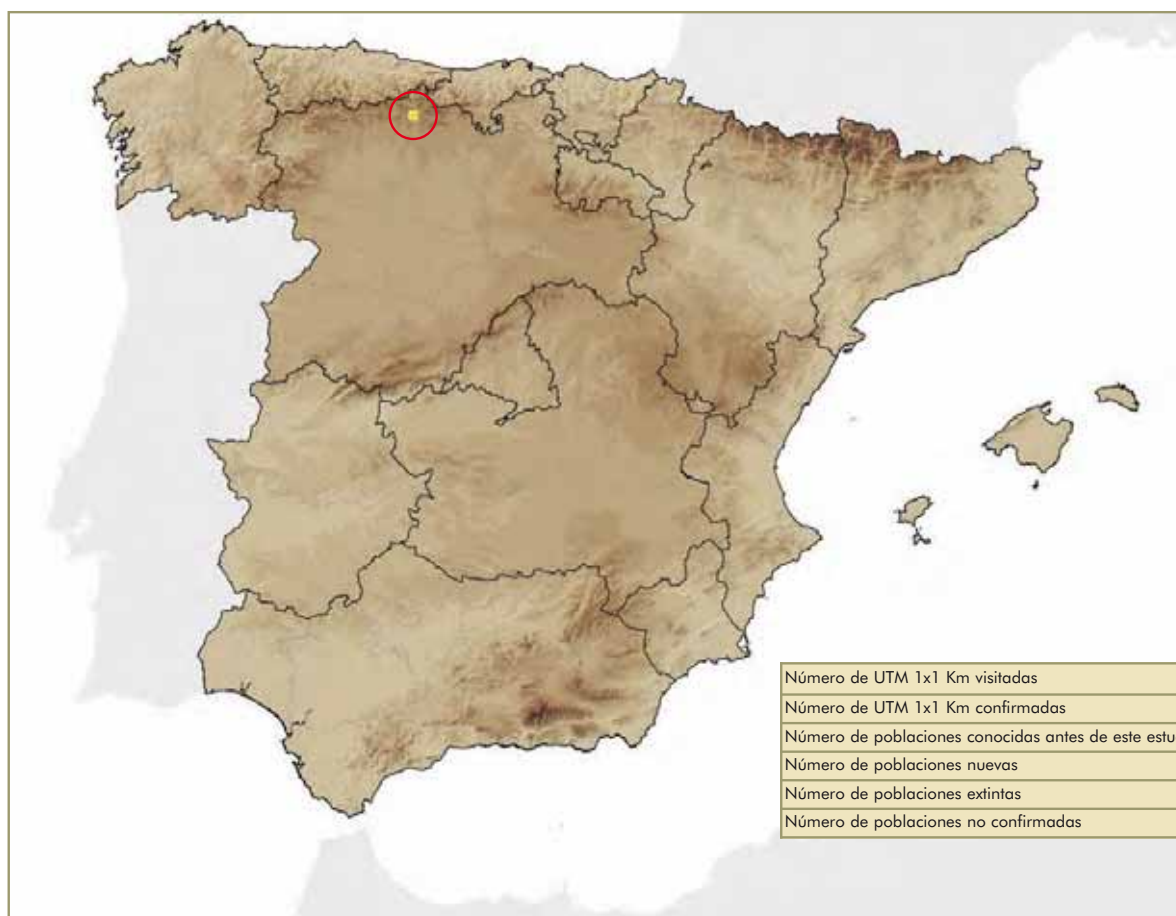 Número de UTM 1x1 Km visitadas
Número de UTM 1x1 Km confirmadas
Número de poblaciones conocidas antes de este estu
Número de poblaciones nuevas
Número de poblaciones extintas
Número de poblaciones no confirmadas